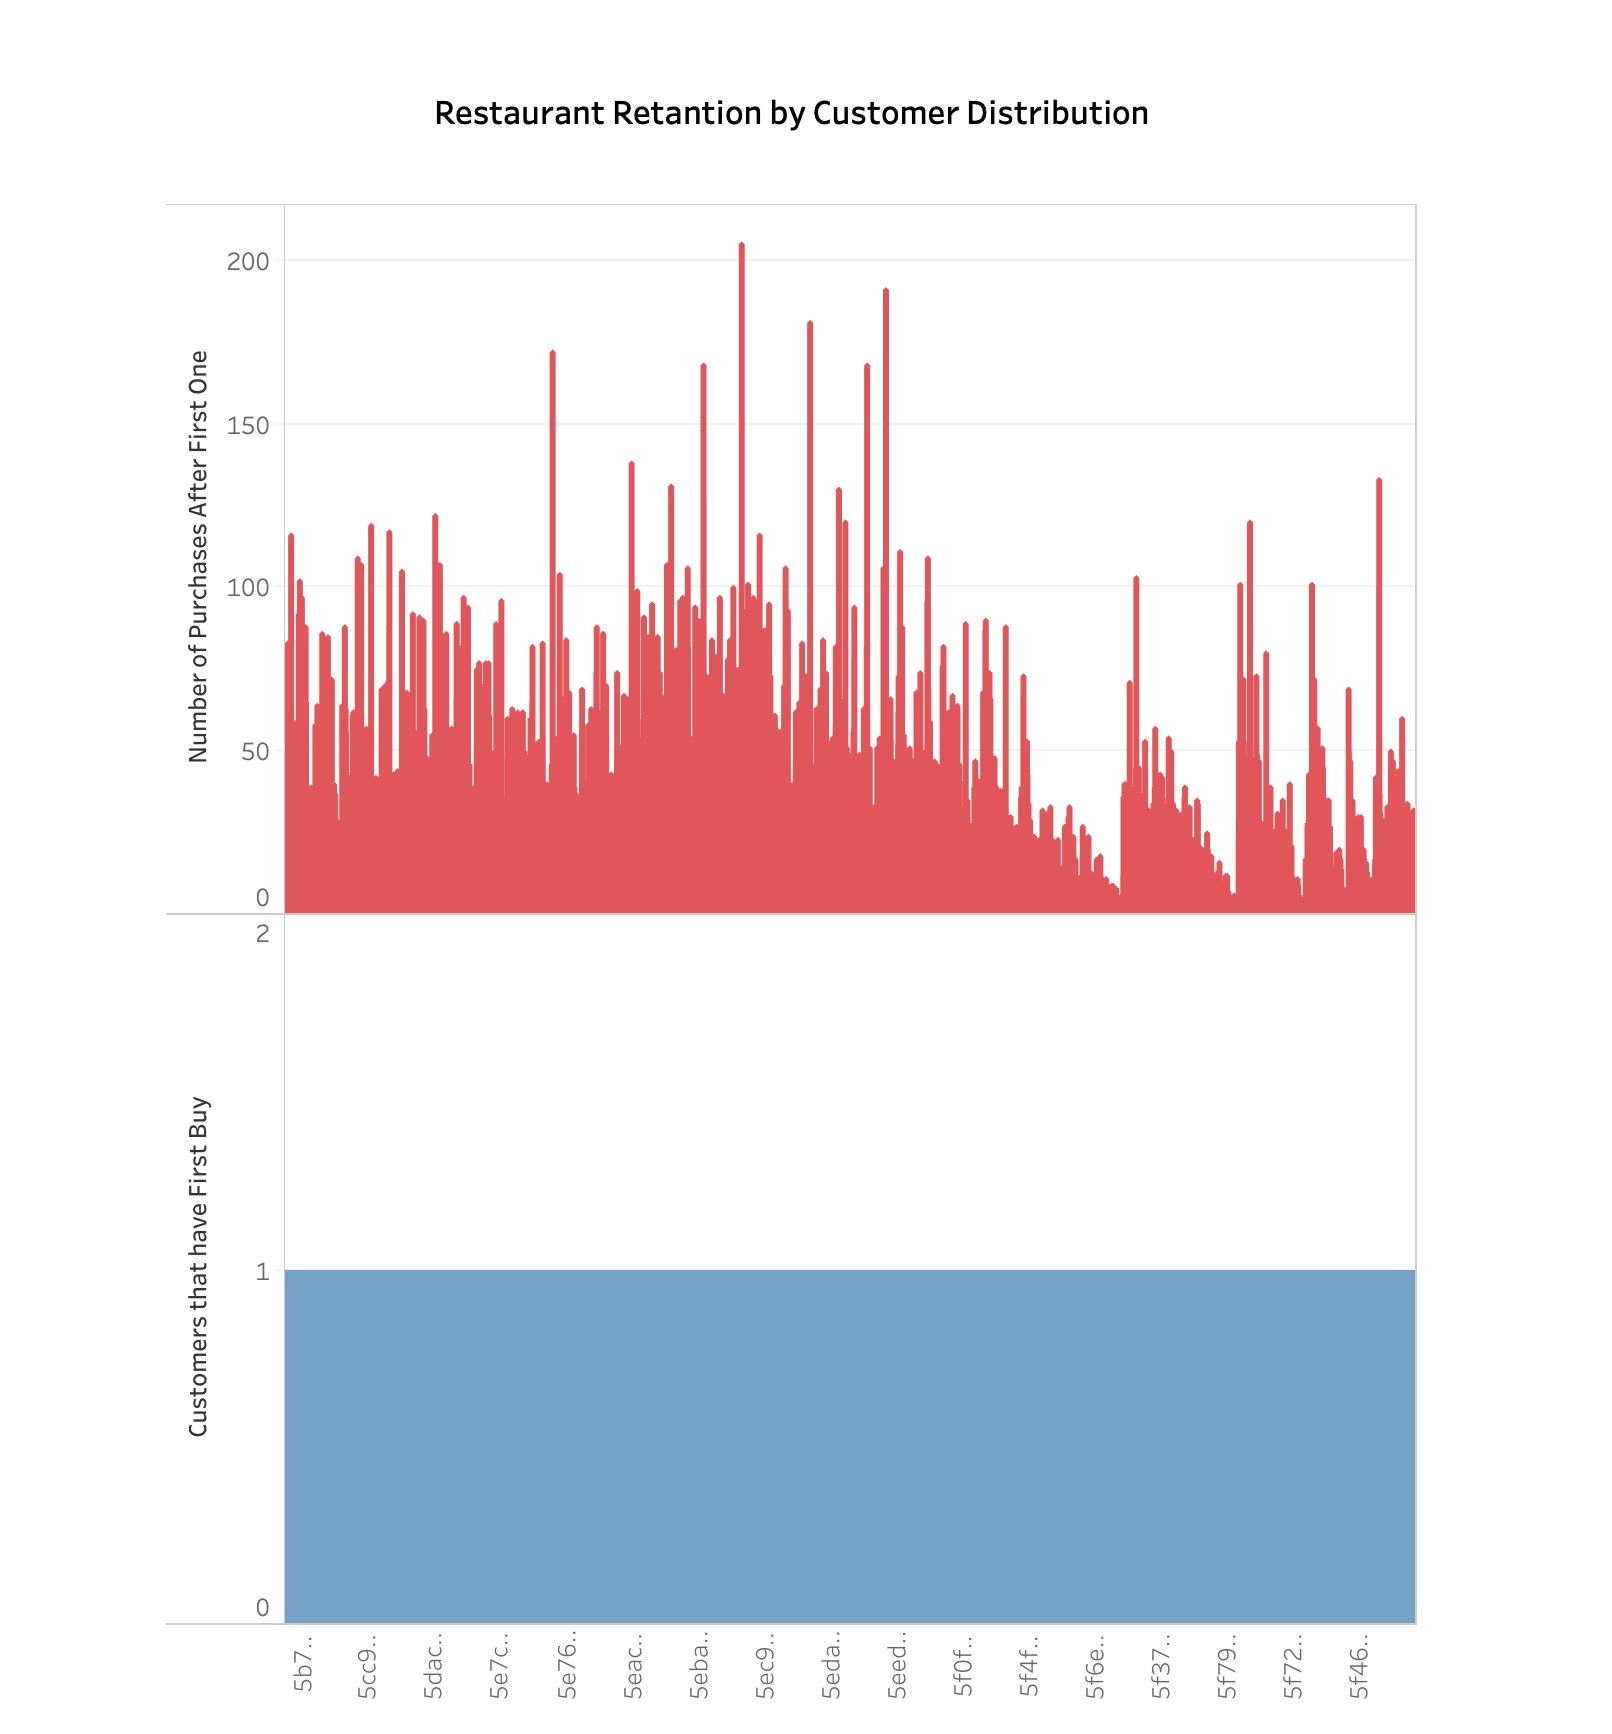 Restaurant Retantion by Customer Distribution
Number of Purchases After First One
200
150
100
50
0
Customers that have First Buy
2
1
0
5b7..
5cc9..
5dac..
5e7c..
5e76..
5eac..
5eba..
5ec9..
5eda..
5eed..
5f0f..
5f4f..
5f6e..
5f37..
5f79..
5f72..
5f46..